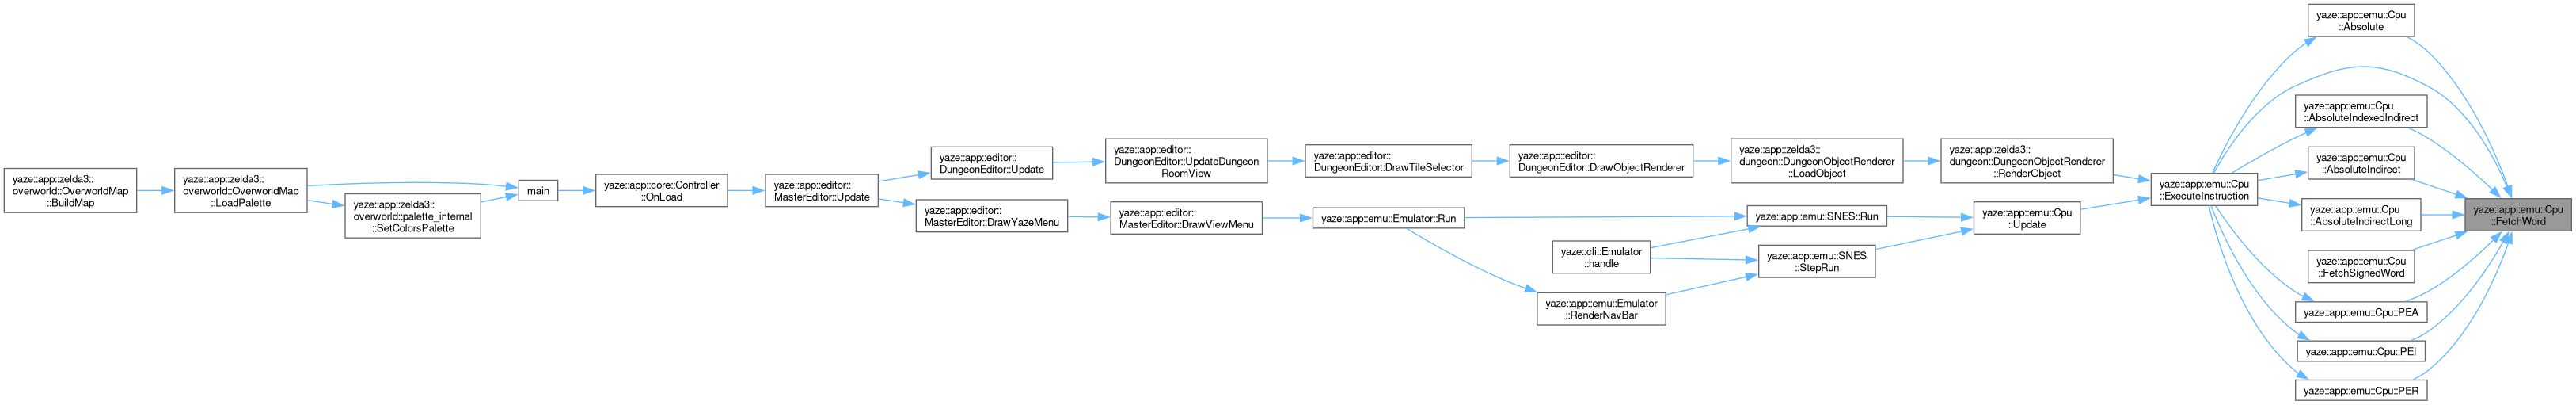 yaze::app::zelda3::
overworld::OverworldMap
::BuildMap
yaze::app::zelda3::
overworld::OverworldMap
::LoadPalette
yaze::app::zelda3::
overworld::palette_internal
::SetColorsPalette
main
yaze::app::core::Controller
::OnLoad
yaze::app::editor::
MasterEditor::Update
yaze::app::editor::
DungeonEditor::Update
yaze::app::editor::
MasterEditor::DrawYazeMenu
yaze::app::editor::
DungeonEditor::UpdateDungeon
RoomView
yaze::app::editor::
MasterEditor::DrawViewMenu
yaze::app::editor::
DungeonEditor::DrawTileSelector
yaze::app::emu::Emulator::Run
yaze::app::editor::
DungeonEditor::DrawObjectRenderer
yaze::cli::Emulator
::handle
yaze::app::emu::Emulator
::RenderNavBar
yaze::app::zelda3::
dungeon::DungeonObjectRenderer
::LoadObject
yaze::app::emu::SNES::Run
yaze::app::emu::SNES
::StepRun
yaze::app::zelda3::
dungeon::DungeonObjectRenderer
::RenderObject
yaze::app::emu::Cpu
::Update
yaze::app::emu::Cpu
::ExecuteInstruction
yaze::app::emu::Cpu
::Absolute
yaze::app::emu::Cpu
::AbsoluteIndexedIndirect
yaze::app::emu::Cpu
::AbsoluteIndirect
yaze::app::emu::Cpu
::AbsoluteIndirectLong
yaze::app::emu::Cpu
::FetchSignedWord
yaze::app::emu::Cpu::PEA
yaze::app::emu::Cpu::PEI
yaze::app::emu::Cpu::PER
yaze::app::emu::Cpu
::FetchWord